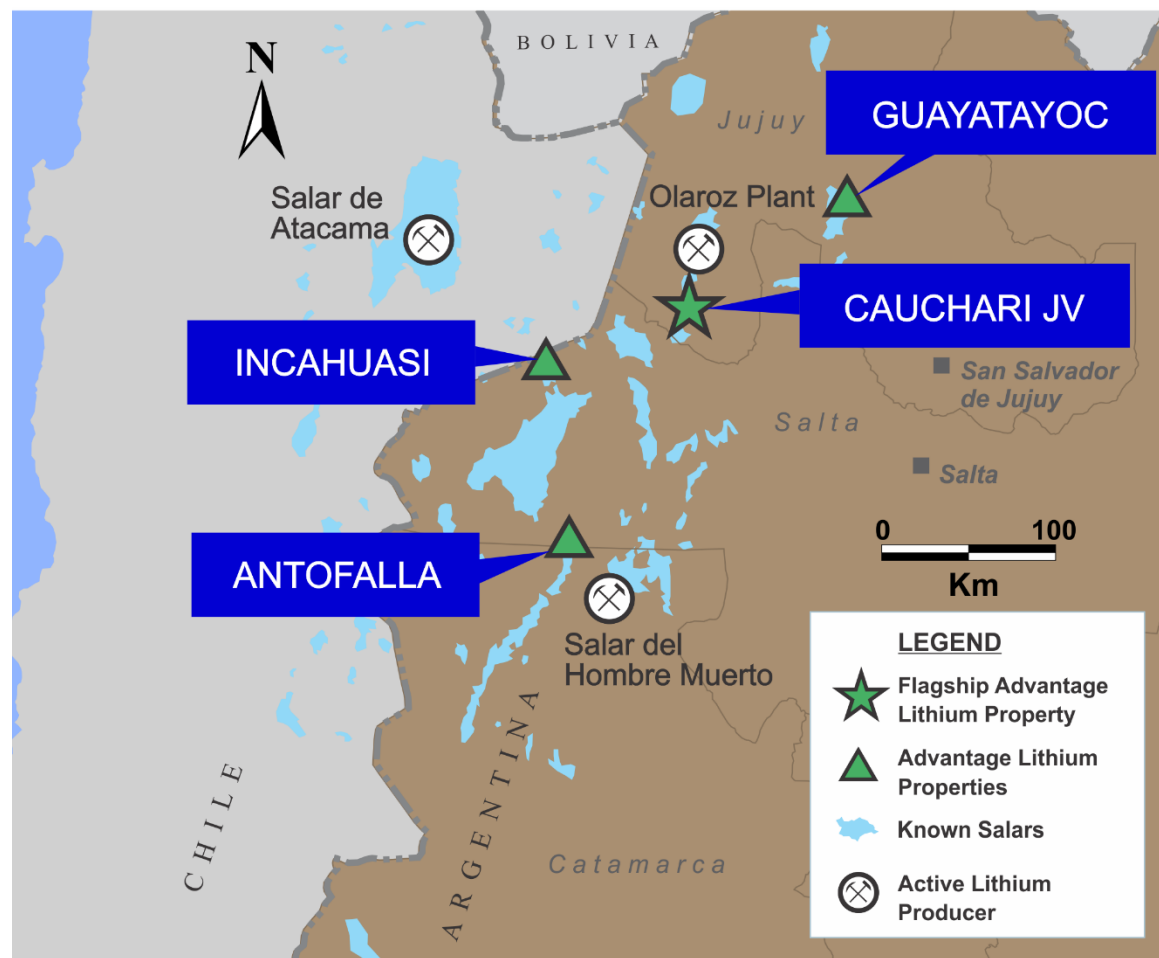 BOLIVIA
N
Jujuy
GUAYATAYOC
Salar de
Atacama
Olaroz Plant
CAUCHARI JV
INCAHUASI
San Salvador
de Jujuy
Salta
Salta
ANTOFALLA
0 100
Km
Salar del
Hombre Muerto
CHILE
ARGENTINA
Catamarca
LEGEND
Flagship Advantage
Lithium Property
Advantage Lithium
Properties
Known Salars
Active Lithium
Producer